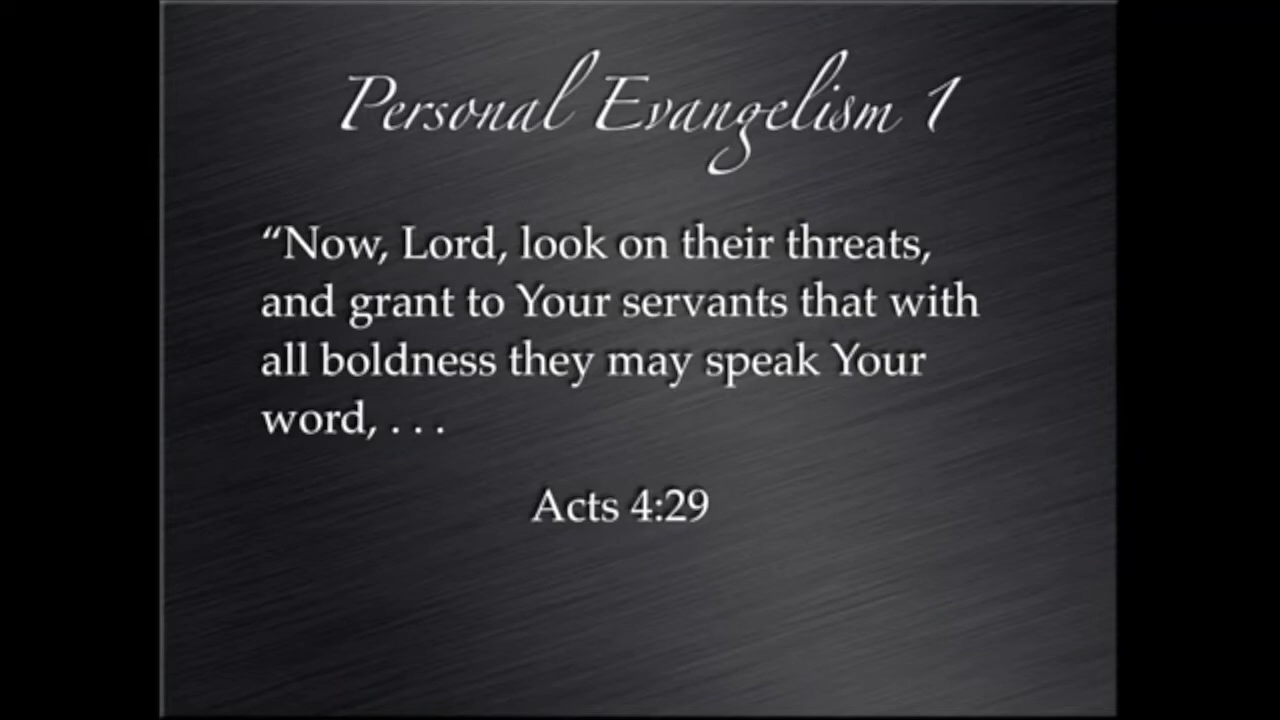 Personal Evangelism 1
“Now, Lord, look on their threats,
and grant to Your servants that with
all boldness they may speak Your
word, . . .
Acts 4:29